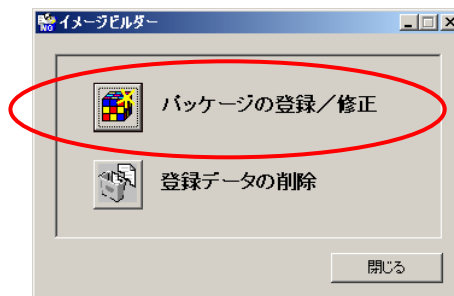 イメージビルダー
パッケージの登録／修正
登録データの削除
閉じる